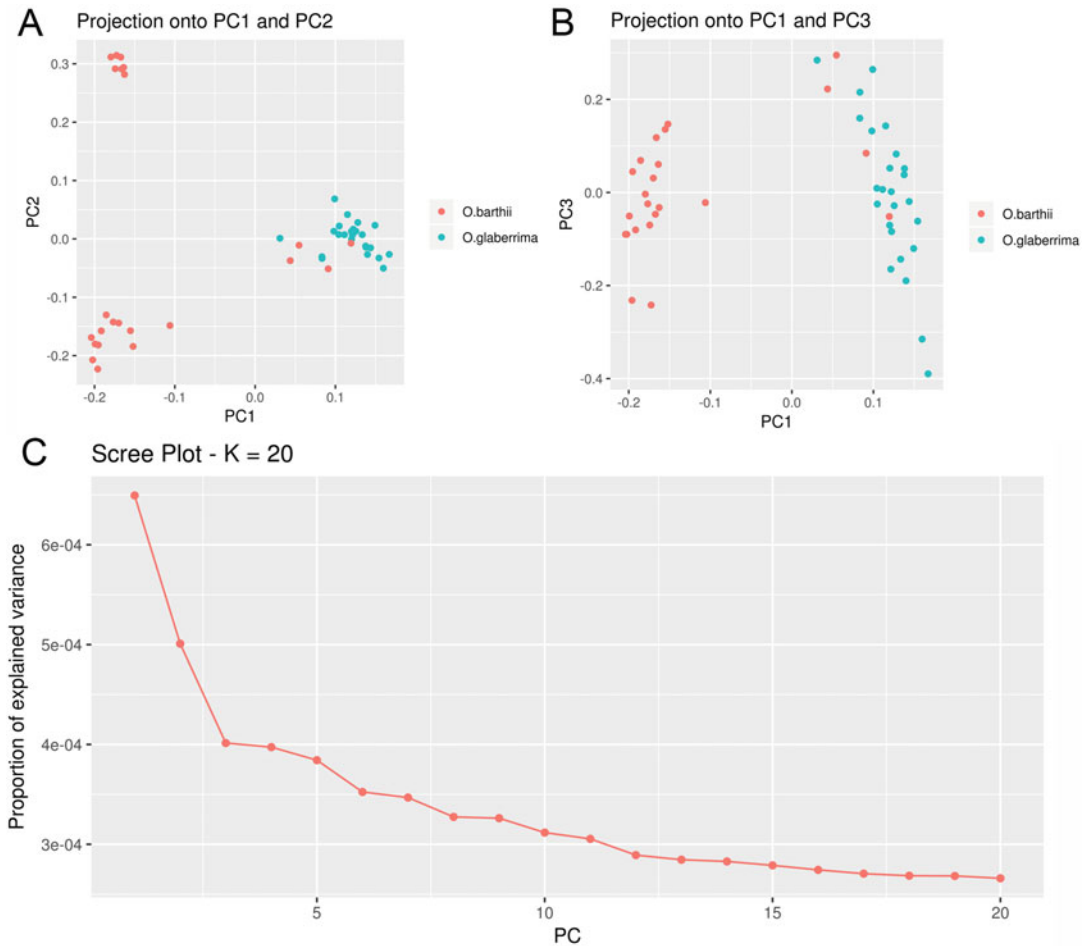 A
Projection onto PC1 and PC2
PC2
0.3
0.2
0.1
0.0
-0.1
-0.2
-0.2
-0.1
0.0
0.1
PC1
O.barthii
O.glaberrima
B
Projection onto PC1 and PC3
PC3
0.2
0.0
-0.2
-0.4
-0.2
-0.1
0.0
0.1
PC1
O.barthii
O.glaberrima
C
Scree Plot - K = 20
Proportion of explained variance
6e-04
5e-04
4e-04
3e-04
5
10
15
20
PC